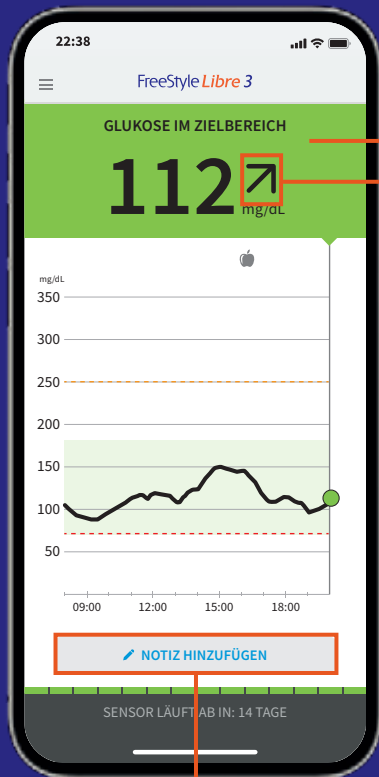 22:38
FreeStyle Libre 3
GLUKOSE IM ZIELBEREICH
112
mg/dL
mg/dL
350
300
250
200
150
100
50
09:00 12:00 15:00 18:00
NOTIZ HINZUFÜGEN
SENSOR LÄUFT AB IN: 14 TAGE